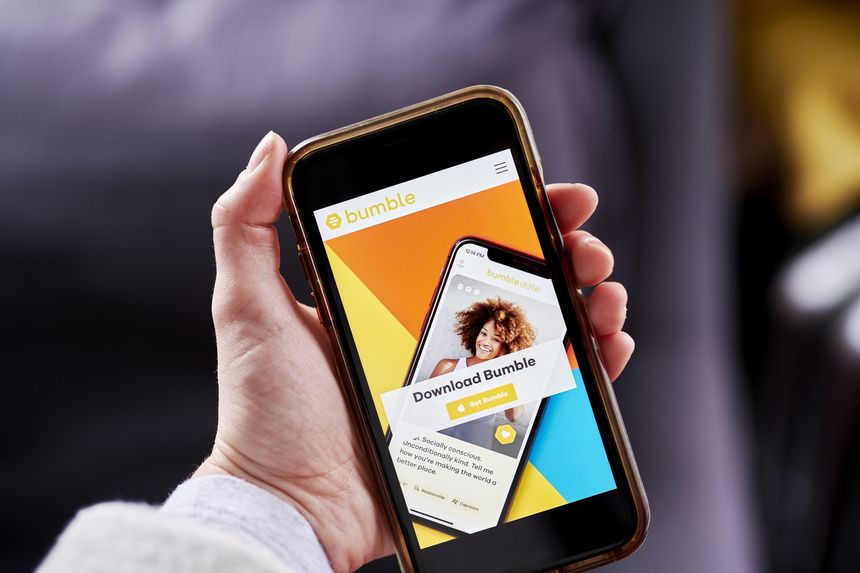 bumble
12:14 PM
bumble date
Download Bumble
Get Bumble
Socially conscious.
Unconditionally kind. Tell me
how you're making the world a
better place.
Relationship
Capricorn